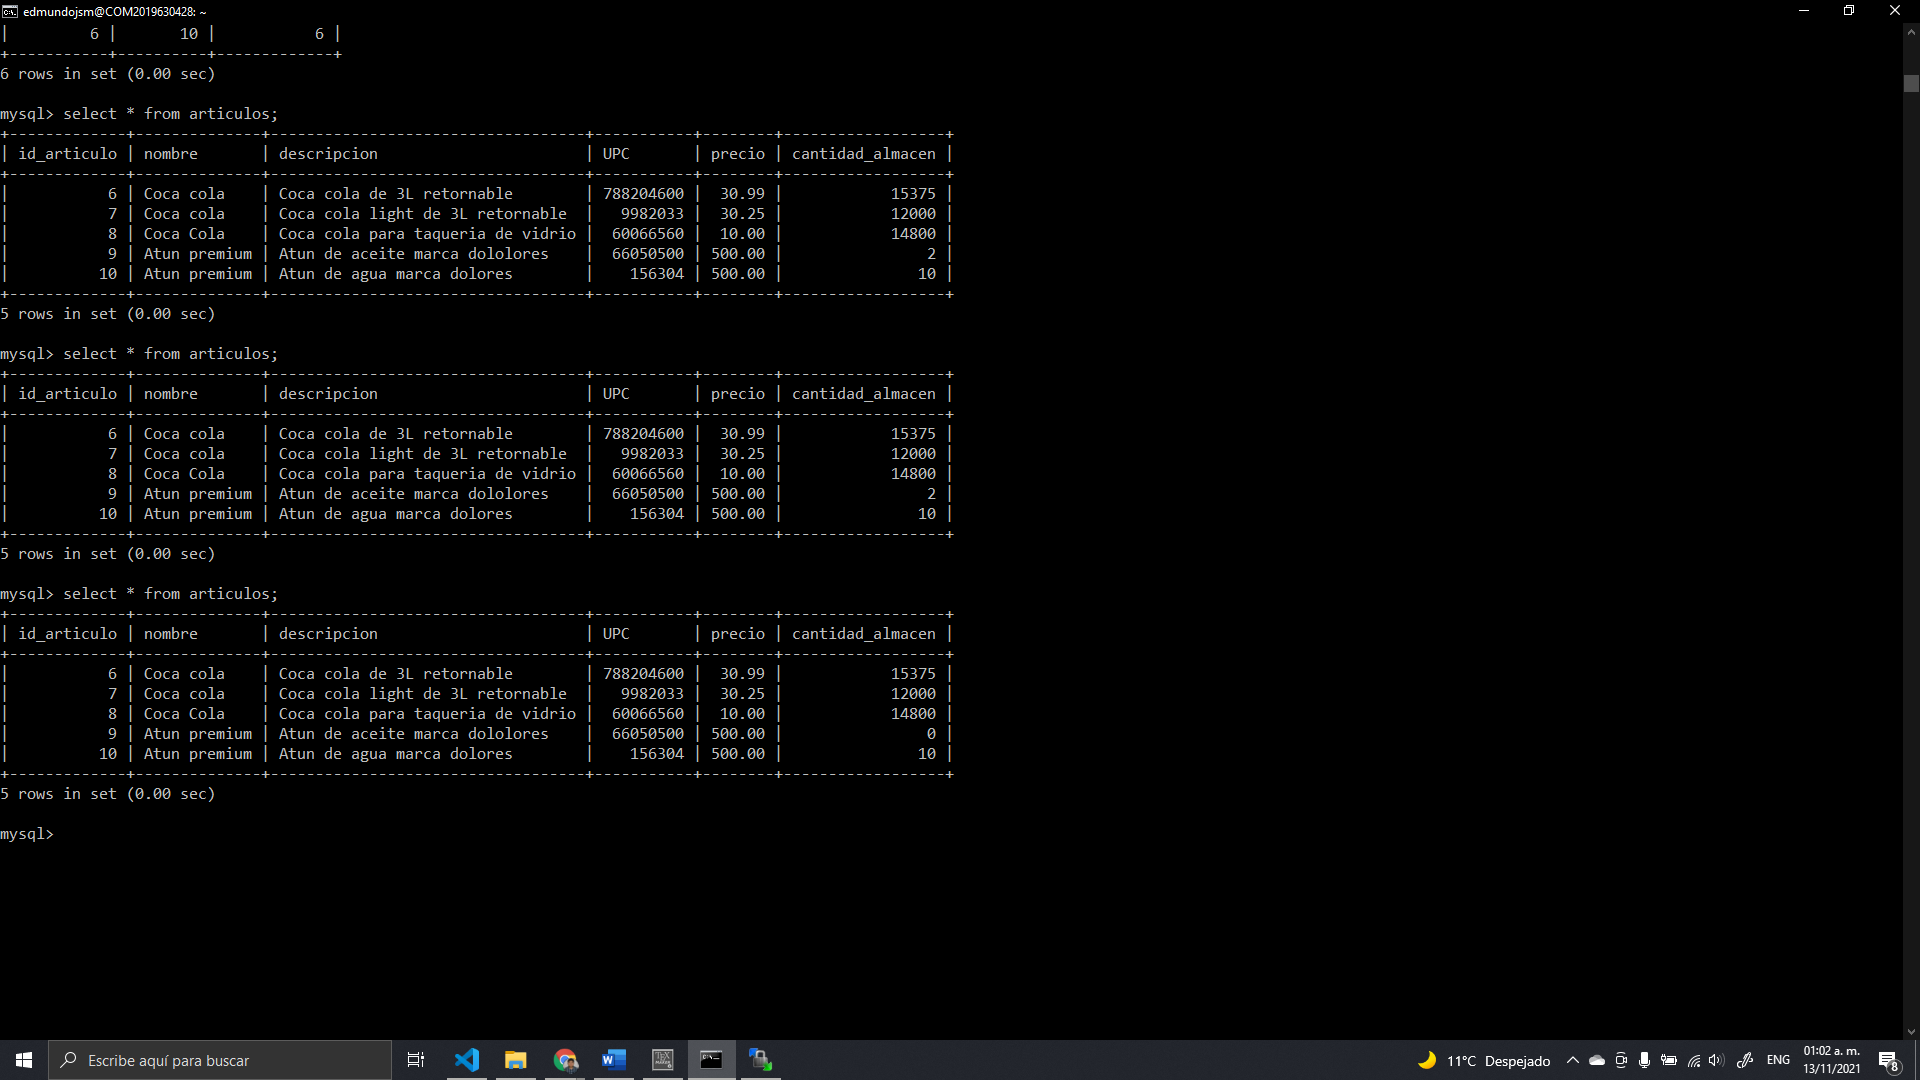 edmundojsm@COM2019630428: ~
|         6 |       10 |           6 |
+-----------+----------+-------------+
6 rows in set (0.00 sec)
mysql> select * from articulos;
+-------------+--------------+----------------------------------+-----------+--------+------------------+
| id_articulo | nombre       | descripcion                       | UPC       | precio | cantidad_almacen |
+-------------+--------------+----------------------------------+-----------+--------+------------------+
|           6 | Coca cola    | Coca cola de 3L retornable        | 788204600 |  30.99 |            15375 |
|           7 | Coca cola    | Coca cola light de 3L retornable  |   9982033 |  30.25 |            12000 |
|           8 | Coca Cola    | Coca cola para taqueria de vidrio |  60066560 |  10.00 |            14800 |
|           9 | Atun premium | Atun de aceite marca dololores    |  66050500 | 500.00 |                2 |
|          10 | Atun premium | Atun de agua marca dolores        |    156304 | 500.00 |               10 |
+-------------+--------------+----------------------------------+-----------+--------+------------------+
5 rows in set (0.00 sec)
mysql> select * from articulos;
+-------------+--------------+----------------------------------+-----------+--------+------------------+
| id_articulo | nombre       | descripcion                       | UPC       | precio | cantidad_almacen |
+-------------+--------------+----------------------------------+-----------+--------+------------------+
|           6 | Coca cola    | Coca cola de 3L retornable        | 788204600 |  30.99 |            15375 |
|           7 | Coca cola    | Coca cola light de 3L retornable  |   9982033 |  30.25 |            12000 |
|           8 | Coca Cola    | Coca cola para taqueria de vidrio |  60066560 |  10.00 |            14800 |
|           9 | Atun premium | Atun de aceite marca dololores    |  66050500 | 500.00 |                2 |
|          10 | Atun premium | Atun de agua marca dolores        |    156304 | 500.00 |               10 |
+-------------+--------------+----------------------------------+-----------+--------+------------------+
5 rows in set (0.00 sec)
mysql> select * from articulos;
+-------------+--------------+----------------------------------+-----------+--------+------------------+
| id_articulo | nombre       | descripcion                       | UPC       | precio | cantidad_almacen |
+-------------+--------------+----------------------------------+-----------+--------+------------------+
|           6 | Coca cola    | Coca cola de 3L retornable        | 788204600 |  30.99 |            15375 |
|           7 | Coca cola    | Coca cola light de 3L retornable  |   9982033 |  30.25 |            12000 |
|           8 | Coca Cola    | Coca cola para taqueria de vidrio |  60066560 |  10.00 |            14800 |
|           9 | Atun premium | Atun de aceite marca dololores    |  66050500 | 500.00 |                0 |
|          10 | Atun premium | Atun de agua marca dolores        |    156304 | 500.00 |               10 |
+-------------+--------------+----------------------------------+-----------+--------+------------------+
5 rows in set (0.00 sec)
mysql>
Escribe aquí para buscar
11°C Despejado
ENG
01:02 a. m.
13/11/2021
8